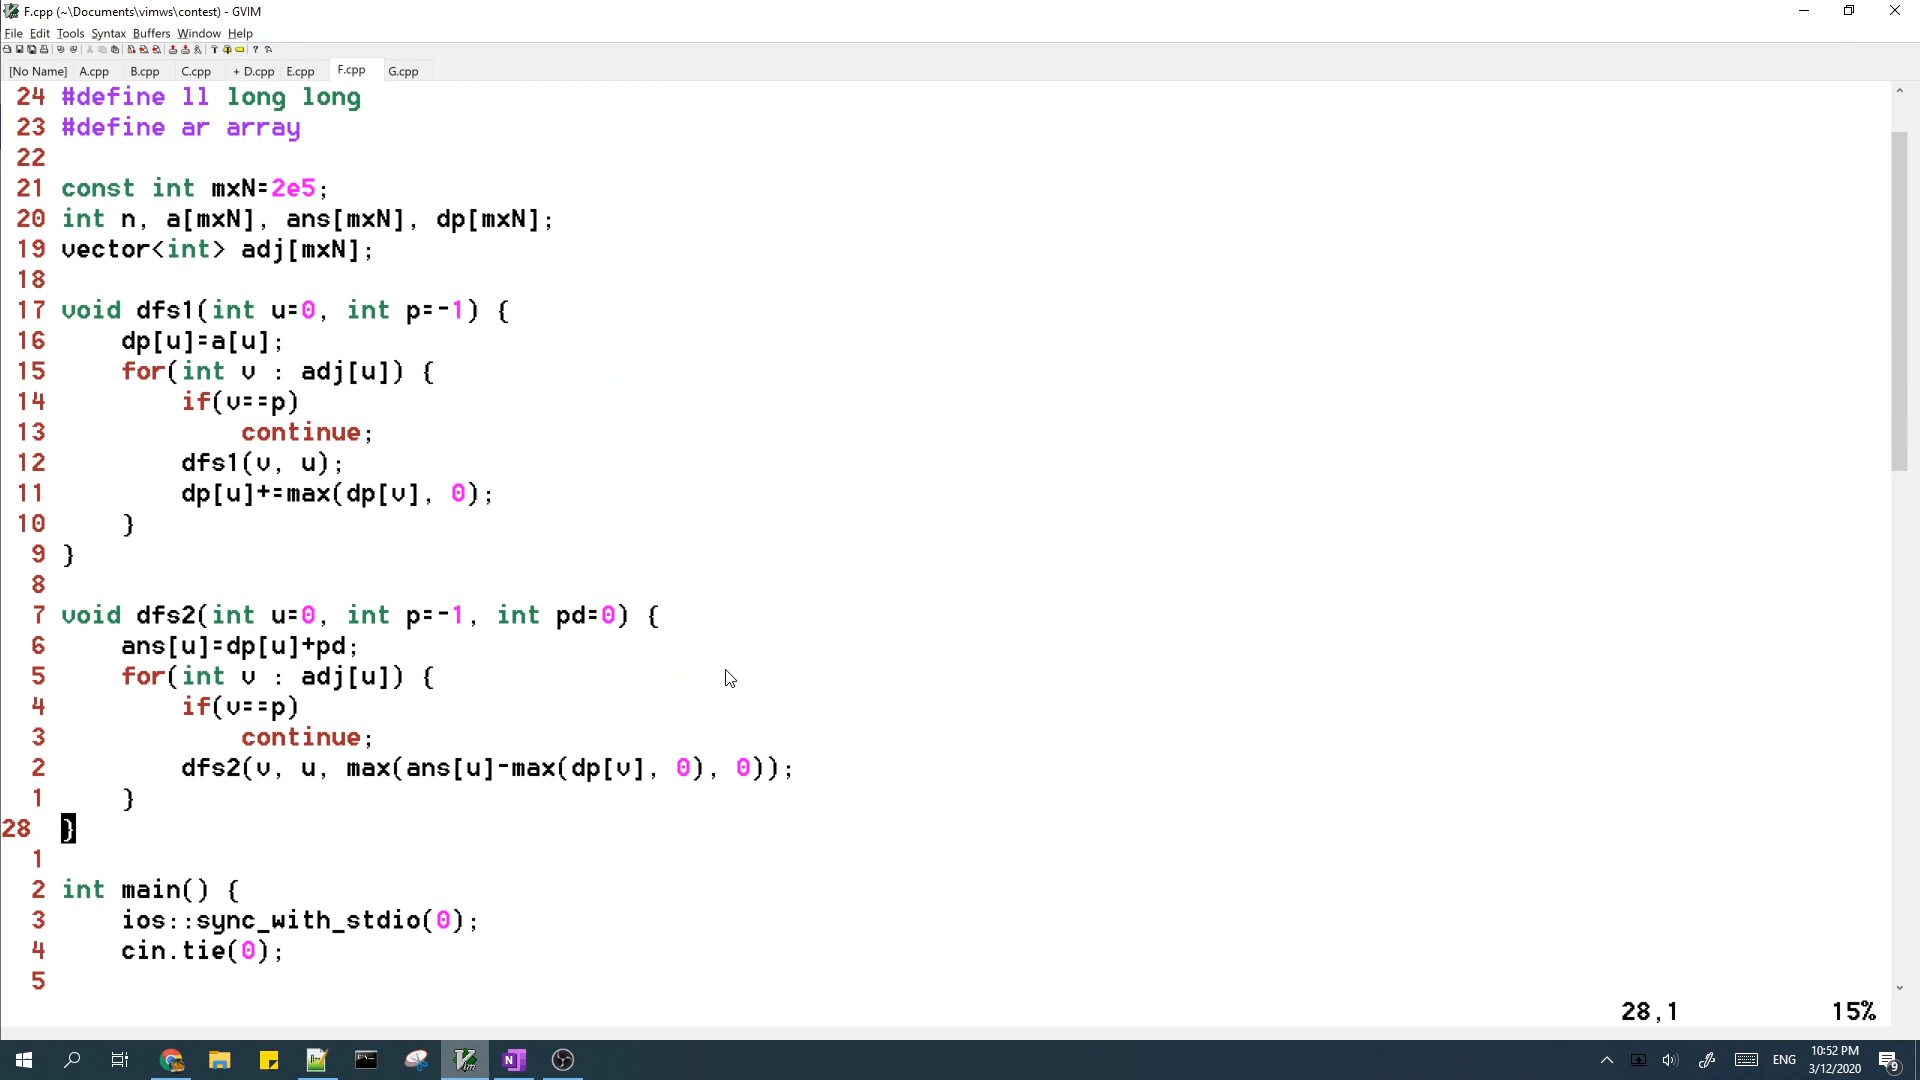 F.cpp (~\Documents\vimws\contest) - GVIM
File Edit Tools Syntax Buffers Window Help
[No Name] A.cpp B.cpp C.cpp + D.cpp E.cpp F.cpp G.cpp
24 #define ll long long
23 #define ar array
22
21 const int mxN=2e5;
20 int n, a[mxN], ans[mxN], dp[mxN];
19 vector<int> adj[mxN];
18
17 void dfs1(int u=0, int p=-1) {
16     dp[u]=a[u];
15     for(int v : adj[u]) {
14         if(v==p)
13             continue;
12         dfs1(v, u);
11         dp[u]+=max(dp[v], 0);
10     }
9 }
8
7 void dfs2(int u=0, int p=-1, int pd=0) {
6     ans[u]=dp[u]+pd;
5     for(int v : adj[u]) {
4         if(v==p)
3             continue;
2         dfs2(v, u, max(ans[u]-max(dp[v], 0), 0));
1     }
28 }
1
2 int main() {
3     ios::sync_with_stdio(0);
4     cin.tie(0);
5
28,1 15%
ENG
10:52 PM
3/12/2020
9